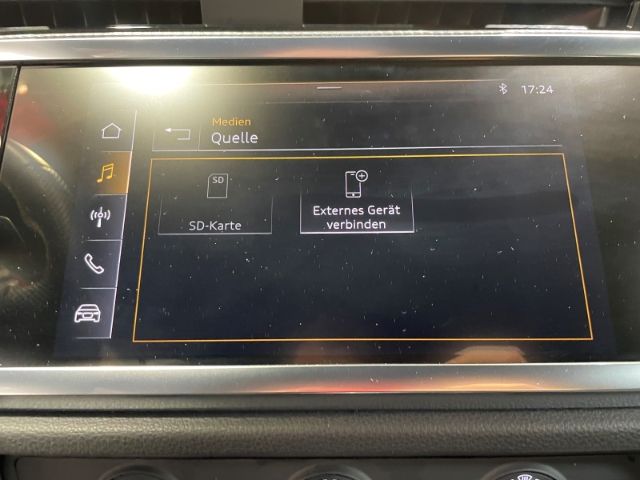 17:24
Medien
Quelle
SD
SD-Karte
Externes Gerät
verbinden